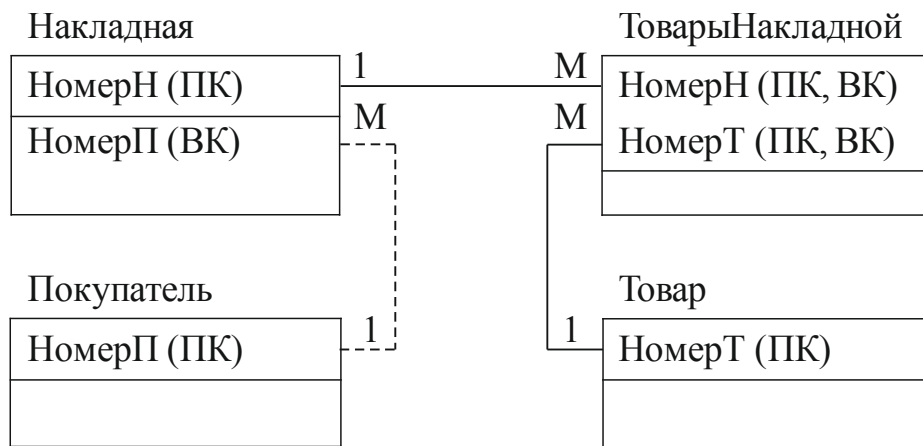 Накладная
НомерН (ПК)
НомерП (ВК)
1
М
М
М
ТоварыНакладной
НомерН (ПК, ВК)
НомерТ (ПК, ВК)
Покупатель
НомерП (ПК)
1
1
Товар
НомерТ (ПК)